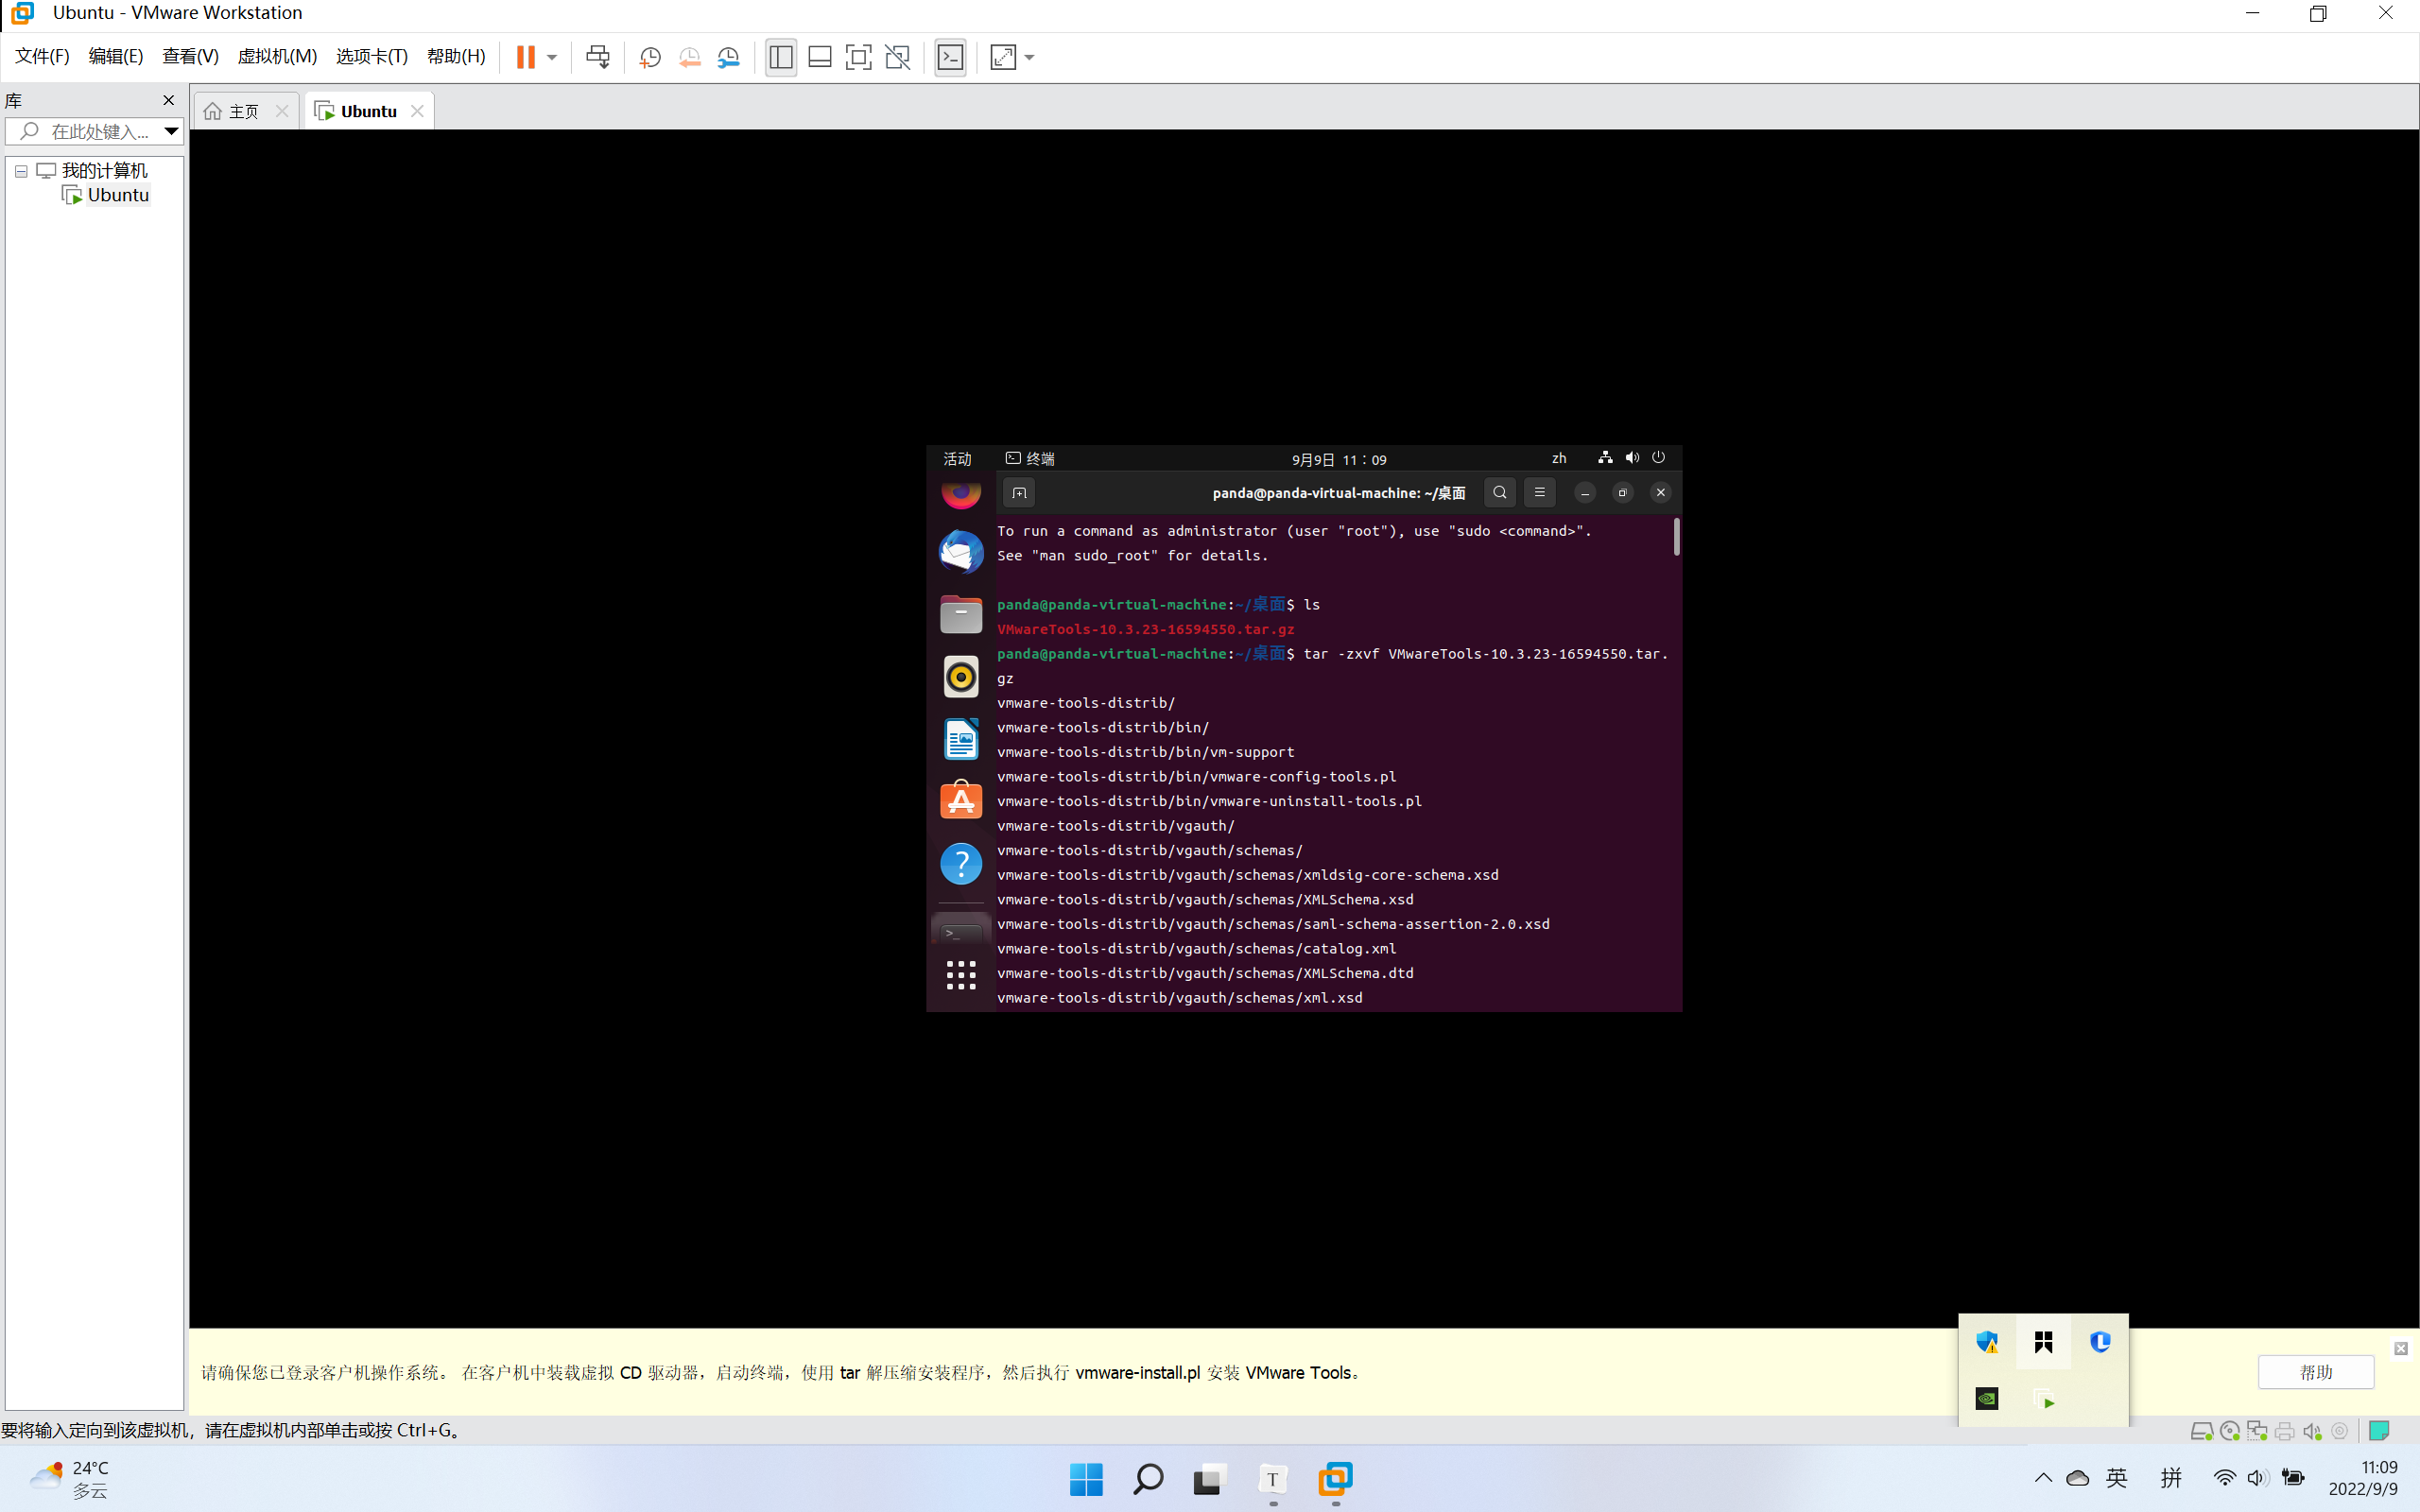 Ubuntu - VMware Workstation
文件(F) 编辑(E) 查看(V) 虚拟机(M) 选项卡(T) 帮助(H)
库
主页
Ubuntu
在此处键入...
我的计算机
Ubuntu
活动 终端 9月9日 11：09 zh
panda@panda-virtual-machine: ~/桌面
To run a command as administrator (user "root"), use "sudo <command>".
See "man sudo_root" for details.
panda@panda-virtual-machine:~/桌面$ ls
VMwareTools-10.3.23-16594550.tar.gz
panda@panda-virtual-machine:~/桌面$ tar -zxvf VMwareTools-10.3.23-16594550.tar.
gz
vmware-tools-distrib/
vmware-tools-distrib/bin/
vmware-tools-distrib/bin/vm-support
vmware-tools-distrib/bin/vmware-config-tools.pl
vmware-tools-distrib/bin/vmware-uninstall-tools.pl
vmware-tools-distrib/vgauth/
vmware-tools-distrib/vgauth/schemas/
vmware-tools-distrib/vgauth/schemas/xmldsig-core-schema.xsd
vmware-tools-distrib/vgauth/schemas/XMLSchema.xsd
vmware-tools-distrib/vgauth/schemas/saml-schema-assertion-2.0.xsd
vmware-tools-distrib/vgauth/schemas/catalog.xml
vmware-tools-distrib/vgauth/schemas/XMLSchema.dtd
vmware-tools-distrib/vgauth/schemas/xml.xsd
请确保您已登录客户机操作系统。 在客户机中装载虚拟 CD 驱动器，启动终端，使用 tar 解压缩安装程序，然后执行 vmware-install.pl 安装 VMware Tools。
帮助
要将输入定向到该虚拟机，请在虚拟机内部单击或按 Ctrl+G。
24°C
多云
T
英 拼
11:09
2022/9/9